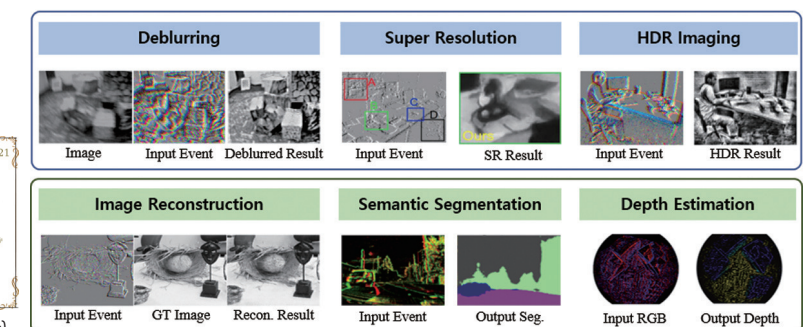 Deblurring
Super Resolution
HDR Imaging
A
C
D
Ours
Image
Input Event
Deblurred Result
Input Event
SR Result
Input Event
HDR Result
21
Image Reconstruction
Semantic Segmentation
Depth Estimation
Input Event
GT Image
Recon. Result
Input Event
Output Seg.
Input RGB
Output Depth